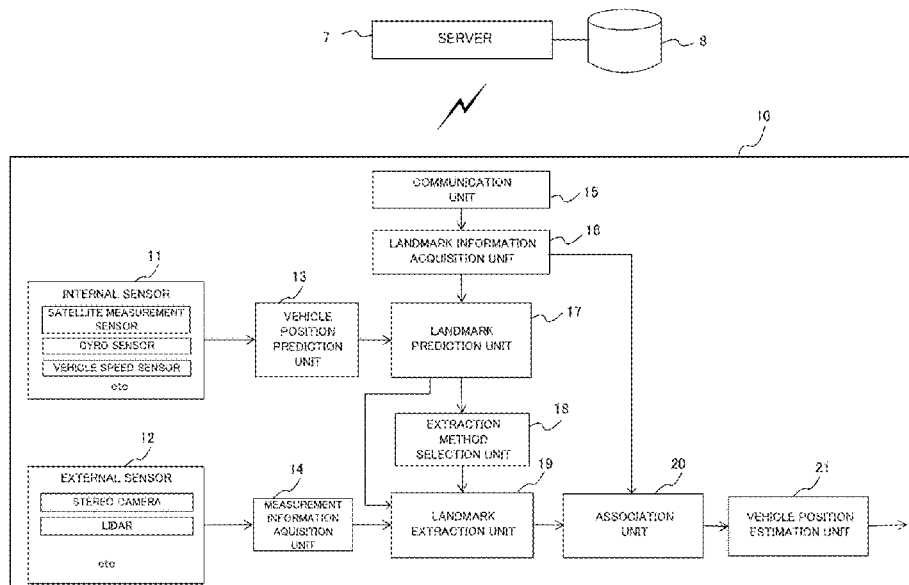 7
SERVER
8
10
COMMUNICATION
UNIT
15
LANDMARK INFORMATION
ACQUISITION UNIT
16
11
INTERNAL SENSOR
SATELLITE MEASUREMENT
SENSOR
GYRO SENSOR
VEHICLE SPEED SENSOR
etc
13
VEHICLE
POSITION
PREDICTION
UNIT
LANDMARK
PREDICTION UNIT
17
EXTRACTION
METHOD
SELECTION UNIT
18
12
EXTERNAL SENSOR
STEREO CAMERA
LIDAR
etc
14
MEASUREMENT
INFORMATION
AQUISITION
UNIT
19
LANDMARK
EXTRACTION UNIT
20
ASSOCIATION
UNIT
21
VEHICLE POSITION
ESTIMATION UNIT